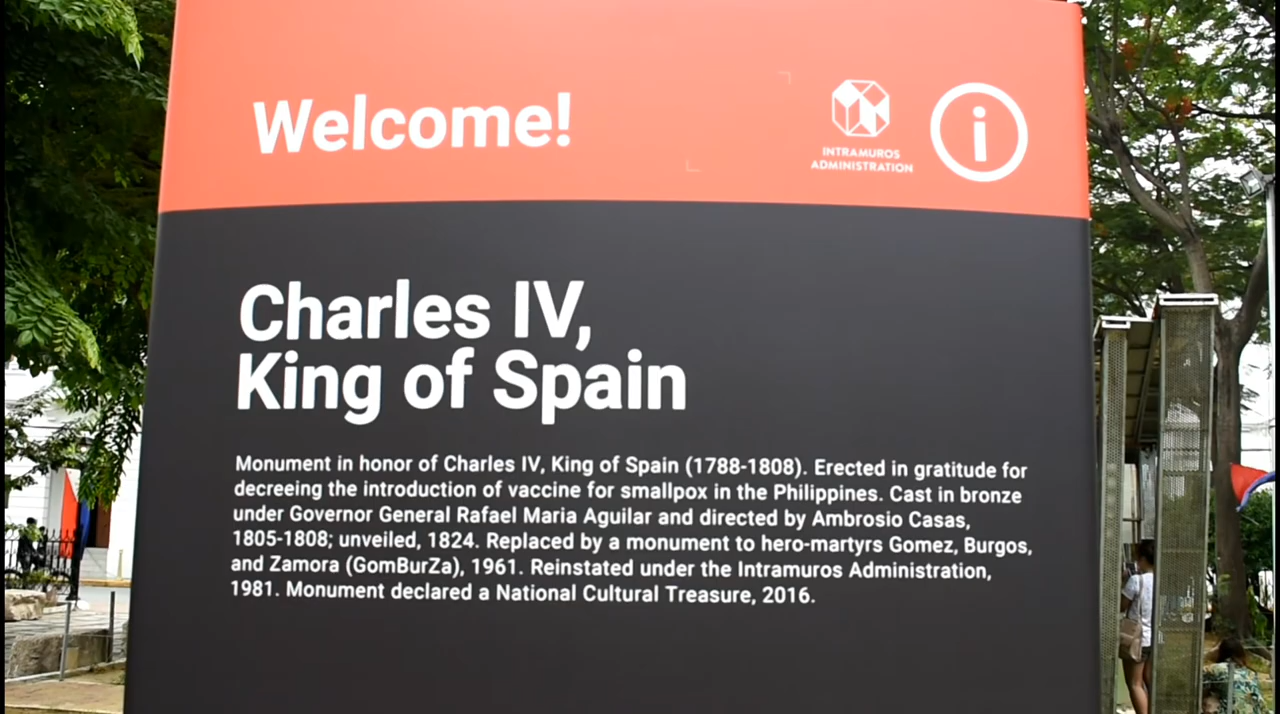 Welcome!
INTRAMUROS
ADMINISTRATION
i
Charles IV,
King of Spain
Monument in honor of Charles IV, King of Spain (1788-1808). Erected in gratitude for
decreeing the introduction of vaccine for smallpox in the Philippines. Cast in bronze
under Governor General Rafael Maria Aguilar and directed by Ambrosio Casas,
1805-1808; unveiled, 1824. Replaced by a monument to hero-martyrs Gomez, Burgos,
and Zamora (GomBurZa), 1961. Reinstated under the Intramuros Administration,
1981. Monument declared a National Cultural Treasure, 2016.